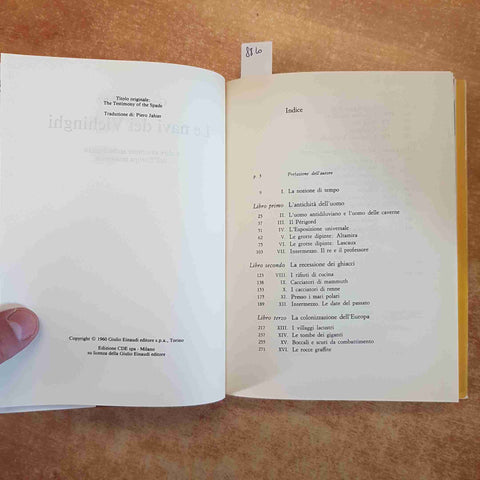 88 10
Titolo originale:
The Testimony of the Spade
Traduzione di: Piero Jahier
Le navi dei Vichinghi
Copyright © 1960 Giulio Einaudi editore s.p.a., Torino
Edizione CDE spa - Milano
su licenza della Giulio Einaudi editore
Indice
p. 3 Prefazione dell'autore
9 I. La nozione di tempo
Libro primo L'antichità dell'uomo
25 II. L'uomo antidiluviano e l'uomo delle caverne
37 III. Il Périgord
51 IV. L'Esposizione universale
62 V. Le grotte dipinte: Altamira
75 VI. Le grotte dipinte: Lascaux
103 VII. Intermezzo. Il re e il professore
Libro secondo La recessione dei ghiacci
125 VIII. I rifiuti di cucina
138 IX. Cacciatori di mammuth
153 X. I cacciatori di renne
175 XI. Presso i mari polari
193 XII. Intermezzo. Le date del passato
Libro terzo La colonizzazione dell'Europa
217 XIII. I villaggi lacustri
231 XIV. Le tombe dei giganti
255 XV. Boccali e scuri da combattimento
271 XVI. Le rocce graffite